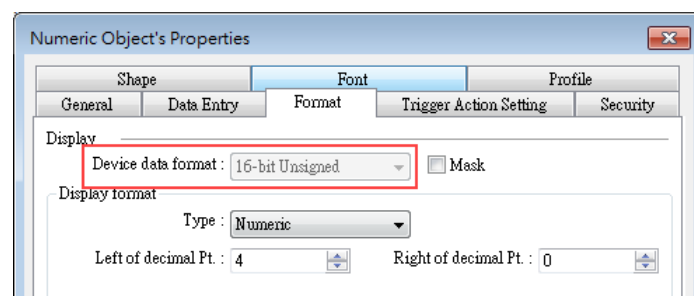 Numeric Object's Properties
Shape Font Profile
General Data Entry Format Trigger Action Setting Security
Display
Device data format : 16-bit Unsigned Mask
Display format
Type : Numeric
Left of decimal Pt. : 4 Right of decimal Pt. : 0